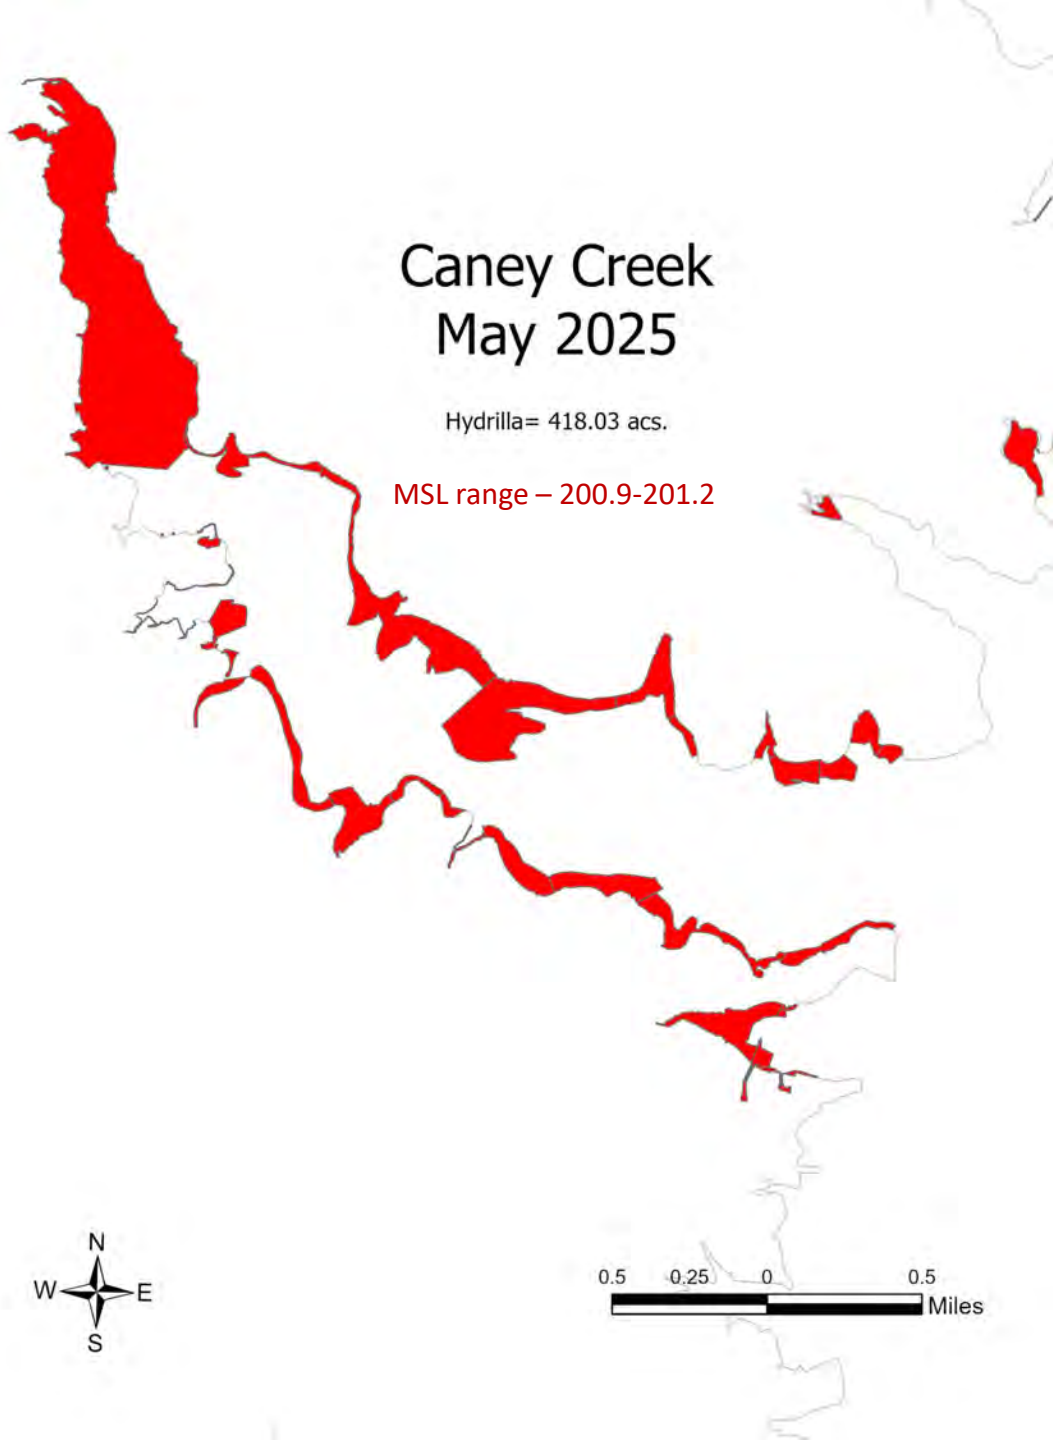 Caney Creek
May 2025
Hydrilla= 418.03 acs.
MSL range – 200.9-201.2
N
W E
S
0.5 0.25 0 0.5
Miles